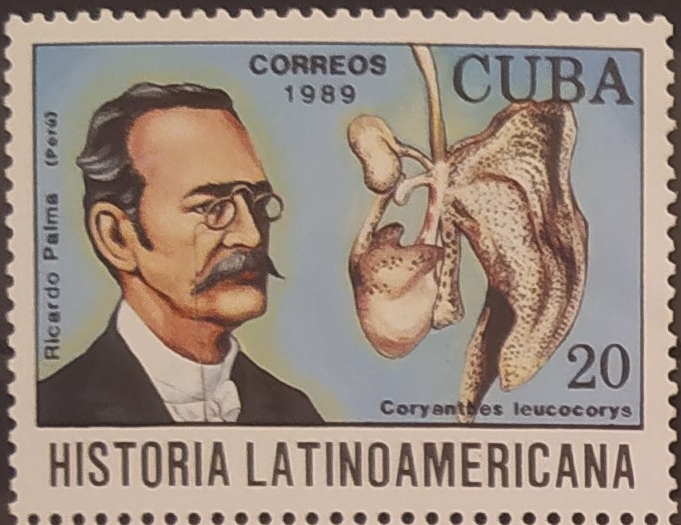 CORREOS
1989
CUBA
Ricardo Palma (Perú)
20
Coryanthes leucocorys
HISTORIA LATINOAMERICANA